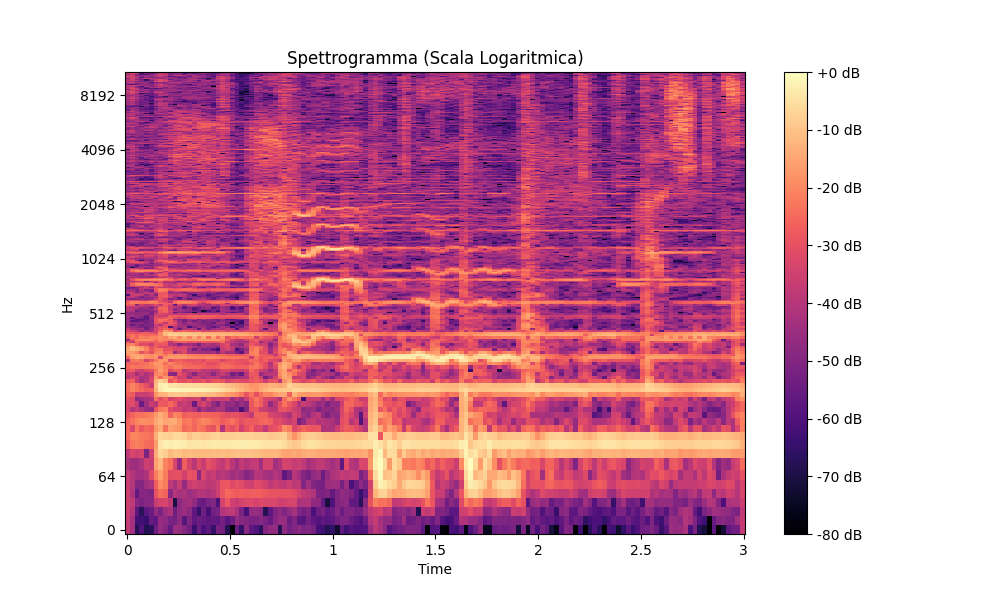 Spettrogramma (Scala Logaritmica)
8192
4096
2048
1024
512
256
128
64
0
Hz
0
0.5
1
1.5
2
2.5
3
Time
+0 dB
-10 dB
-20 dB
-30 dB
-40 dB
-50 dB
-60 dB
-70 dB
-80 dB